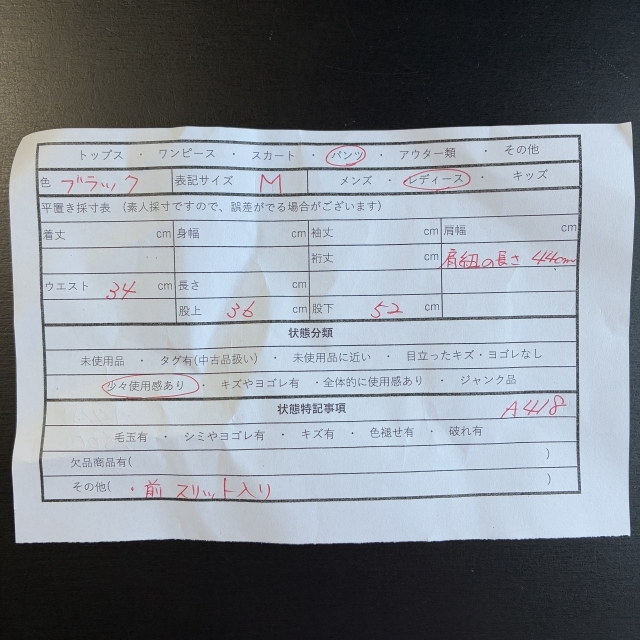 トップス ・ ワンピース ・ スカート ・ パンツ ・ アウター類 ・ その他
色 ブラック 表記サイズ M メンズ ・ レディース ・ キッズ
平置き採寸表 (素人採寸ですので、誤差がでる場合がございます)
着丈 cm 身幅 cm 袖丈 cm 肩幅 cm
裄丈 cm 肩紐の長さ 44cm
ウエスト 34 cm 長さ
股上 36 cm 股下 52 cm
状態分類
未使用品 ・ タグ有(中古品扱い) ・ 未使用品に近い ・ 目立ったキズ・ヨゴレなし
少々使用感あり ・ キズやヨゴレ有 ・全体的に使用感あり ・ ジャンク品
状態特記事項 A418
毛玉有 ・ シミやヨゴレ有 ・ キズ有 ・ 色褪せ有 ・ 破れ有
欠品商品有( )
その他( ・前 スリット入り )